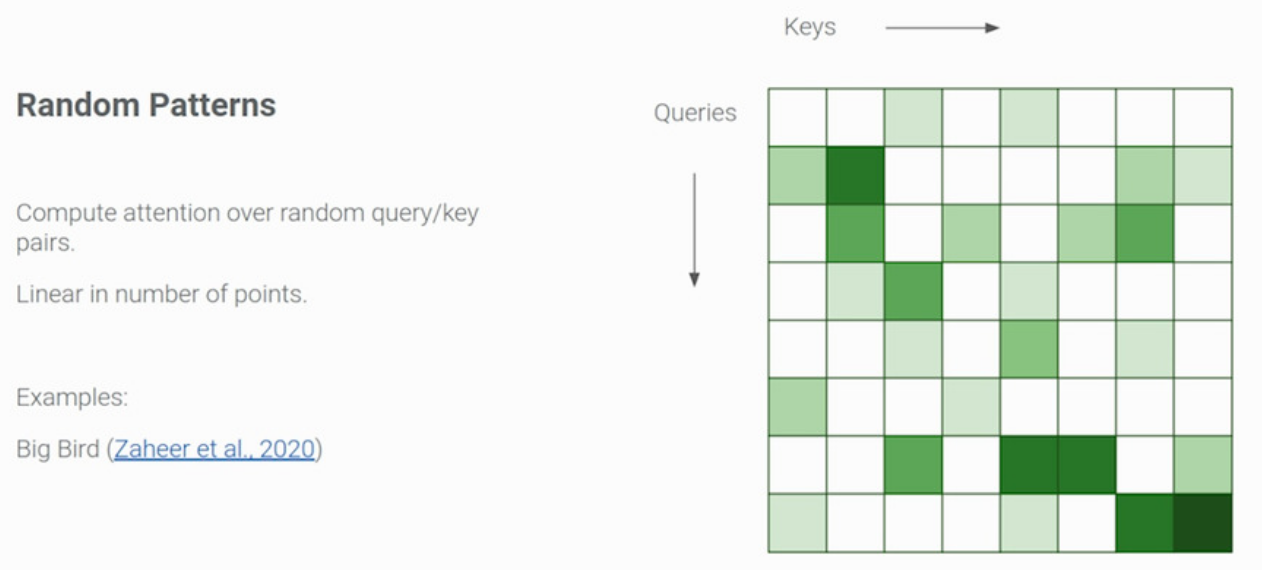 Keys
Random Patterns
Queries
Compute attention over random query/key
pairs.
Linear in number of points.
Examples:
Big Bird (Zaheer et al., 2020)